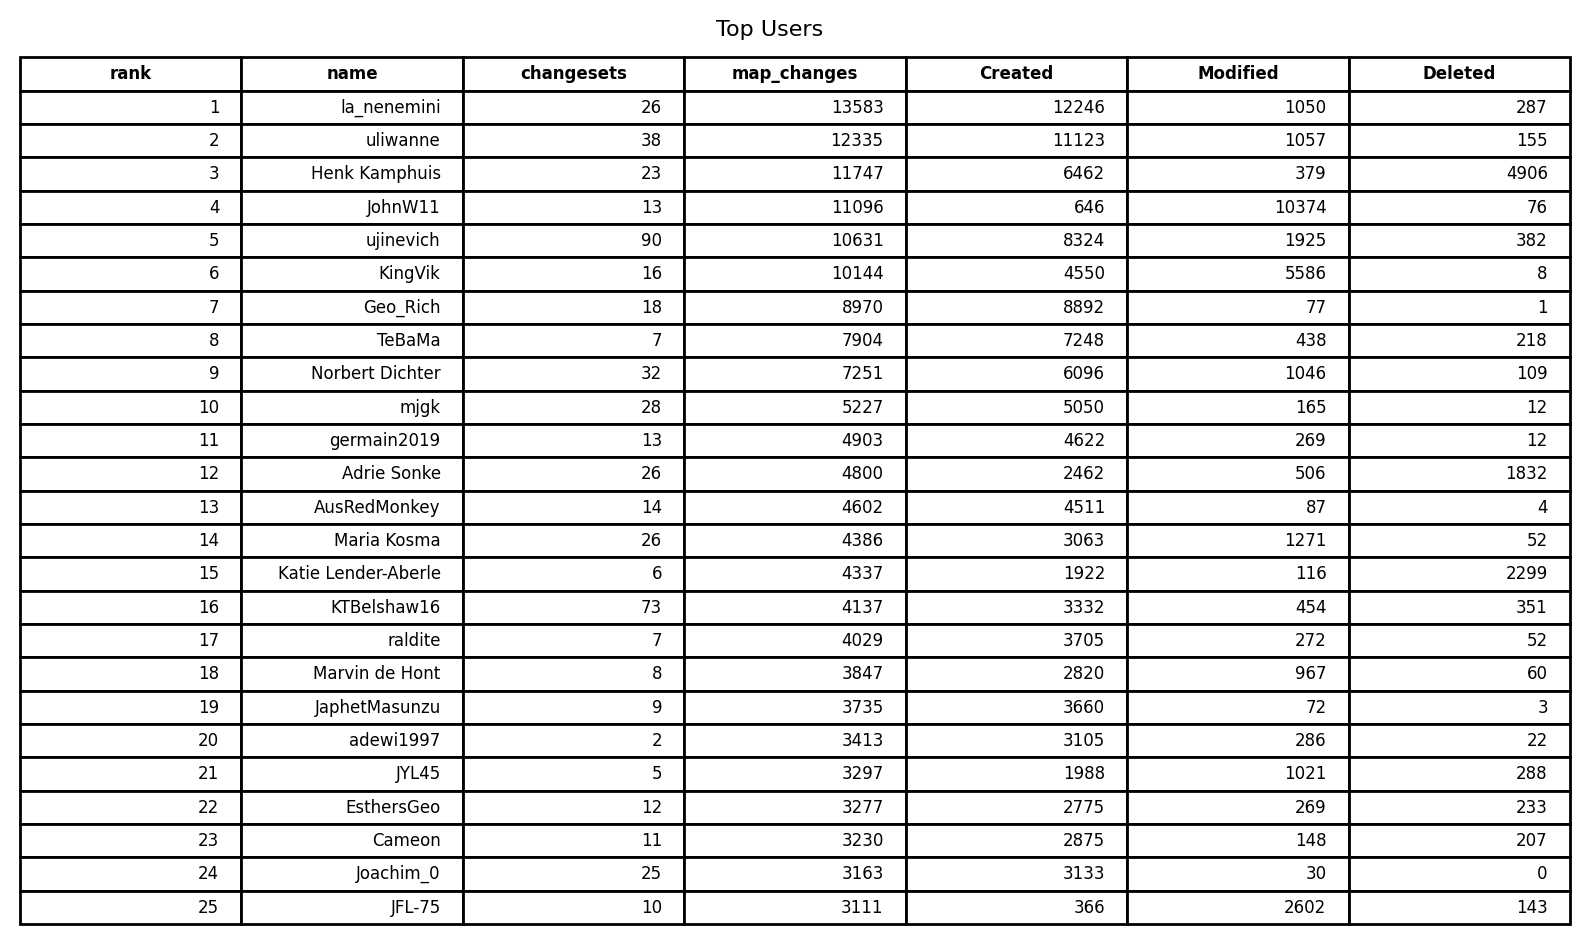 Top Users
rank name changesets map_changes Created Modified Deleted
1 la_nenemini 26 13583 12246 1050 287
2 uliwanne 38 12335 11123 1057 155
3 Henk Kamphuis 23 11747 6462 379 4906
4 JohnW11 13 11096 646 10374 76
5 ujinevich 90 10631 8324 1925 382
6 KingVik 16 10144 4550 5586 8
7 Geo_Rich 18 8970 8892 77 1
8 TeBaMa 7 7904 7248 438 218
9 Norbert Dichter 32 7251 6096 1046 109
10 mjgk 28 5227 5050 165 12
11 germain2019 13 4903 4622 269 12
12 Adrie Sonke 26 4800 2462 506 1832
13 AusRedMonkey 14 4602 4511 87 4
14 Maria Kosma 26 4386 3063 1271 52
15 Katie Lender-Aberle 6 4337 1922 116 2299
16 KTBelshaw16 73 4137 3332 454 351
17 raldite 7 4029 3705 272 52
18 Marvin de Hont 8 3847 2820 967 60
19 JaphetMasunzu 9 3735 3660 72 3
20 adewi1997 2 3413 3105 286 22
21 JYL45 5 3297 1988 1021 288
22 EsthersGeo 12 3277 2775 269 233
23 Cameon 11 3230 2875 148 207
24 Joachim_0 25 3163 3133 30 0
25 JFL-75 10 3111 366 2602 143